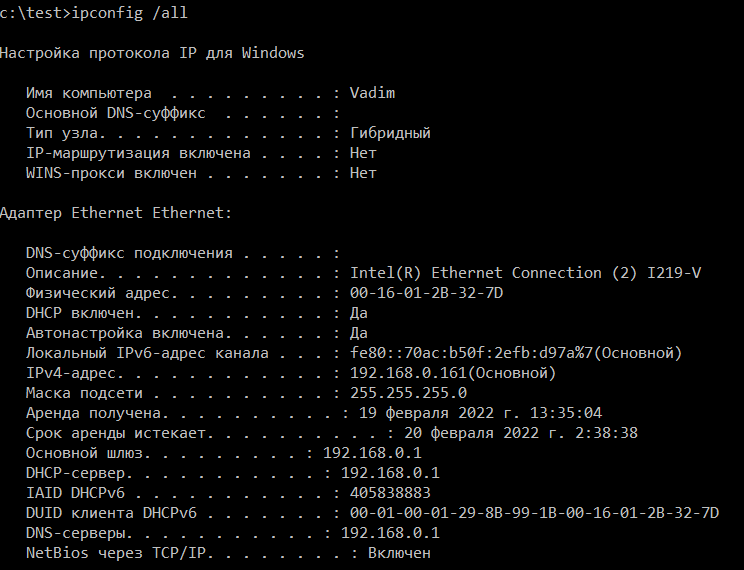 c:\test>ipconfig /all
Настройка протокола IP для Windows
Имя компьютера . . . . . . . . . : Vadim
Основной DNS-суффикс . . . . . . :
Тип узла. . . . . . . . . . . . . : Гибридный
IP-маршрутизация включена . . . . : Нет
WINS-прокси включен . . . . . . . : Нет
Адаптер Ethernet Ethernet:
DNS-суффикс подключения . . . . . :
Описание. . . . . . . . . . . . . : Intel(R) Ethernet Connection (2) I219-V
Физический адрес. . . . . . . . . : 00-16-01-2B-32-7D
DHCP включен. . . . . . . . . . . : Да
Автонастройка включена. . . . . . : Да
Локальный IPv6-адрес канала . . . : fe80::70ac:b50f:2efb:d97a%7(Основной)
IPv4-адрес. . . . . . . . . . . . : 192.168.0.161(Основной)
Маска подсети . . . . . . . . . . : 255.255.255.0
Аренда получена. . . . . . . . . . : 19 февраля 2022 г. 13:35:04
Срок аренды истекает. . . . . . . . . . : 20 февраля 2022 г. 2:38:38
Основной шлюз. . . . . . . . . : 192.168.0.1
DHCP-сервер. . . . . . . . . . . : 192.168.0.1
IAID DHCPv6 . . . . . . . . . . . : 405838883
DUID клиента DHCPv6 . . . . . . . : 00-01-00-01-29-8B-99-1B-00-16-01-2B-32-7D
DNS-серверы. . . . . . . . . . . : 192.168.0.1
NetBios через TCP/IP. . . . . . . . : Включен